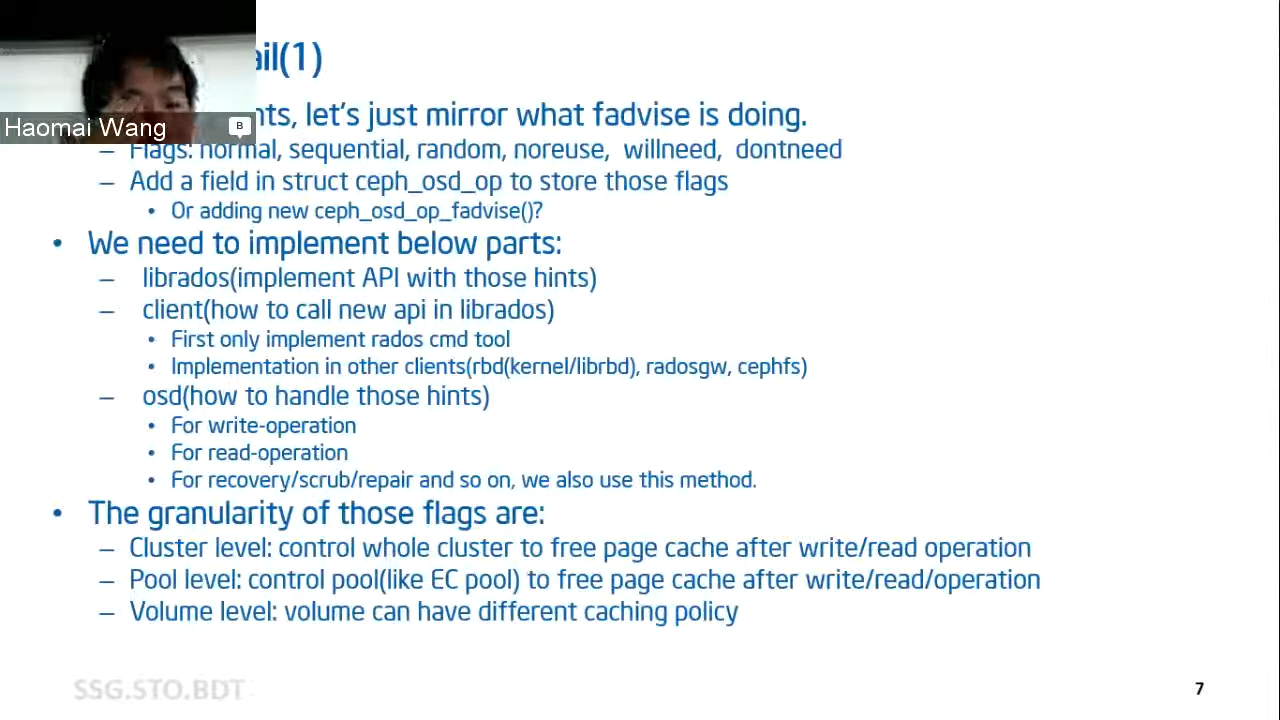 ail(1)
Haomai Wang
B
nts, let's just mirror what fadvise is doing.
– Flags: normal, sequential, random, noreuse, willneed, dontneed
– Add a field in struct ceph_osd_op to store those flags
• Or adding new ceph_osd_op_fadvise()?
• We need to implement below parts:
– librados(implement API with those hints)
– client(how to call new api in librados)
• First only implement rados cmd tool
• Implementation in other clients(rbd(kernel/librbd), radosgw, cephfs)
– osd(how to handle those hints)
• For write-operation
• For read-operation
• For recovery/scrub/repair and so on, we also use this method.
• The granularity of those flags are:
– Cluster level: control whole cluster to free page cache after write/read operation
– Pool level: control pool(like EC pool) to free page cache after write/read/operation
– Volume level: volume can have different caching policy
SSG.STO.BDT
7